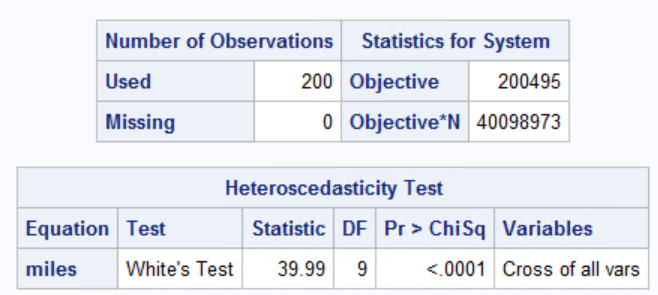 Number of Observations Statistics for System
Used 200 Objective 200495
Missing 0 Objective*N 40098973
Heteroscedasticity Test
Equation Test Statistic DF Pr > ChiSq Variables
miles White's Test 39.99 9 <.0001 Cross of all vars